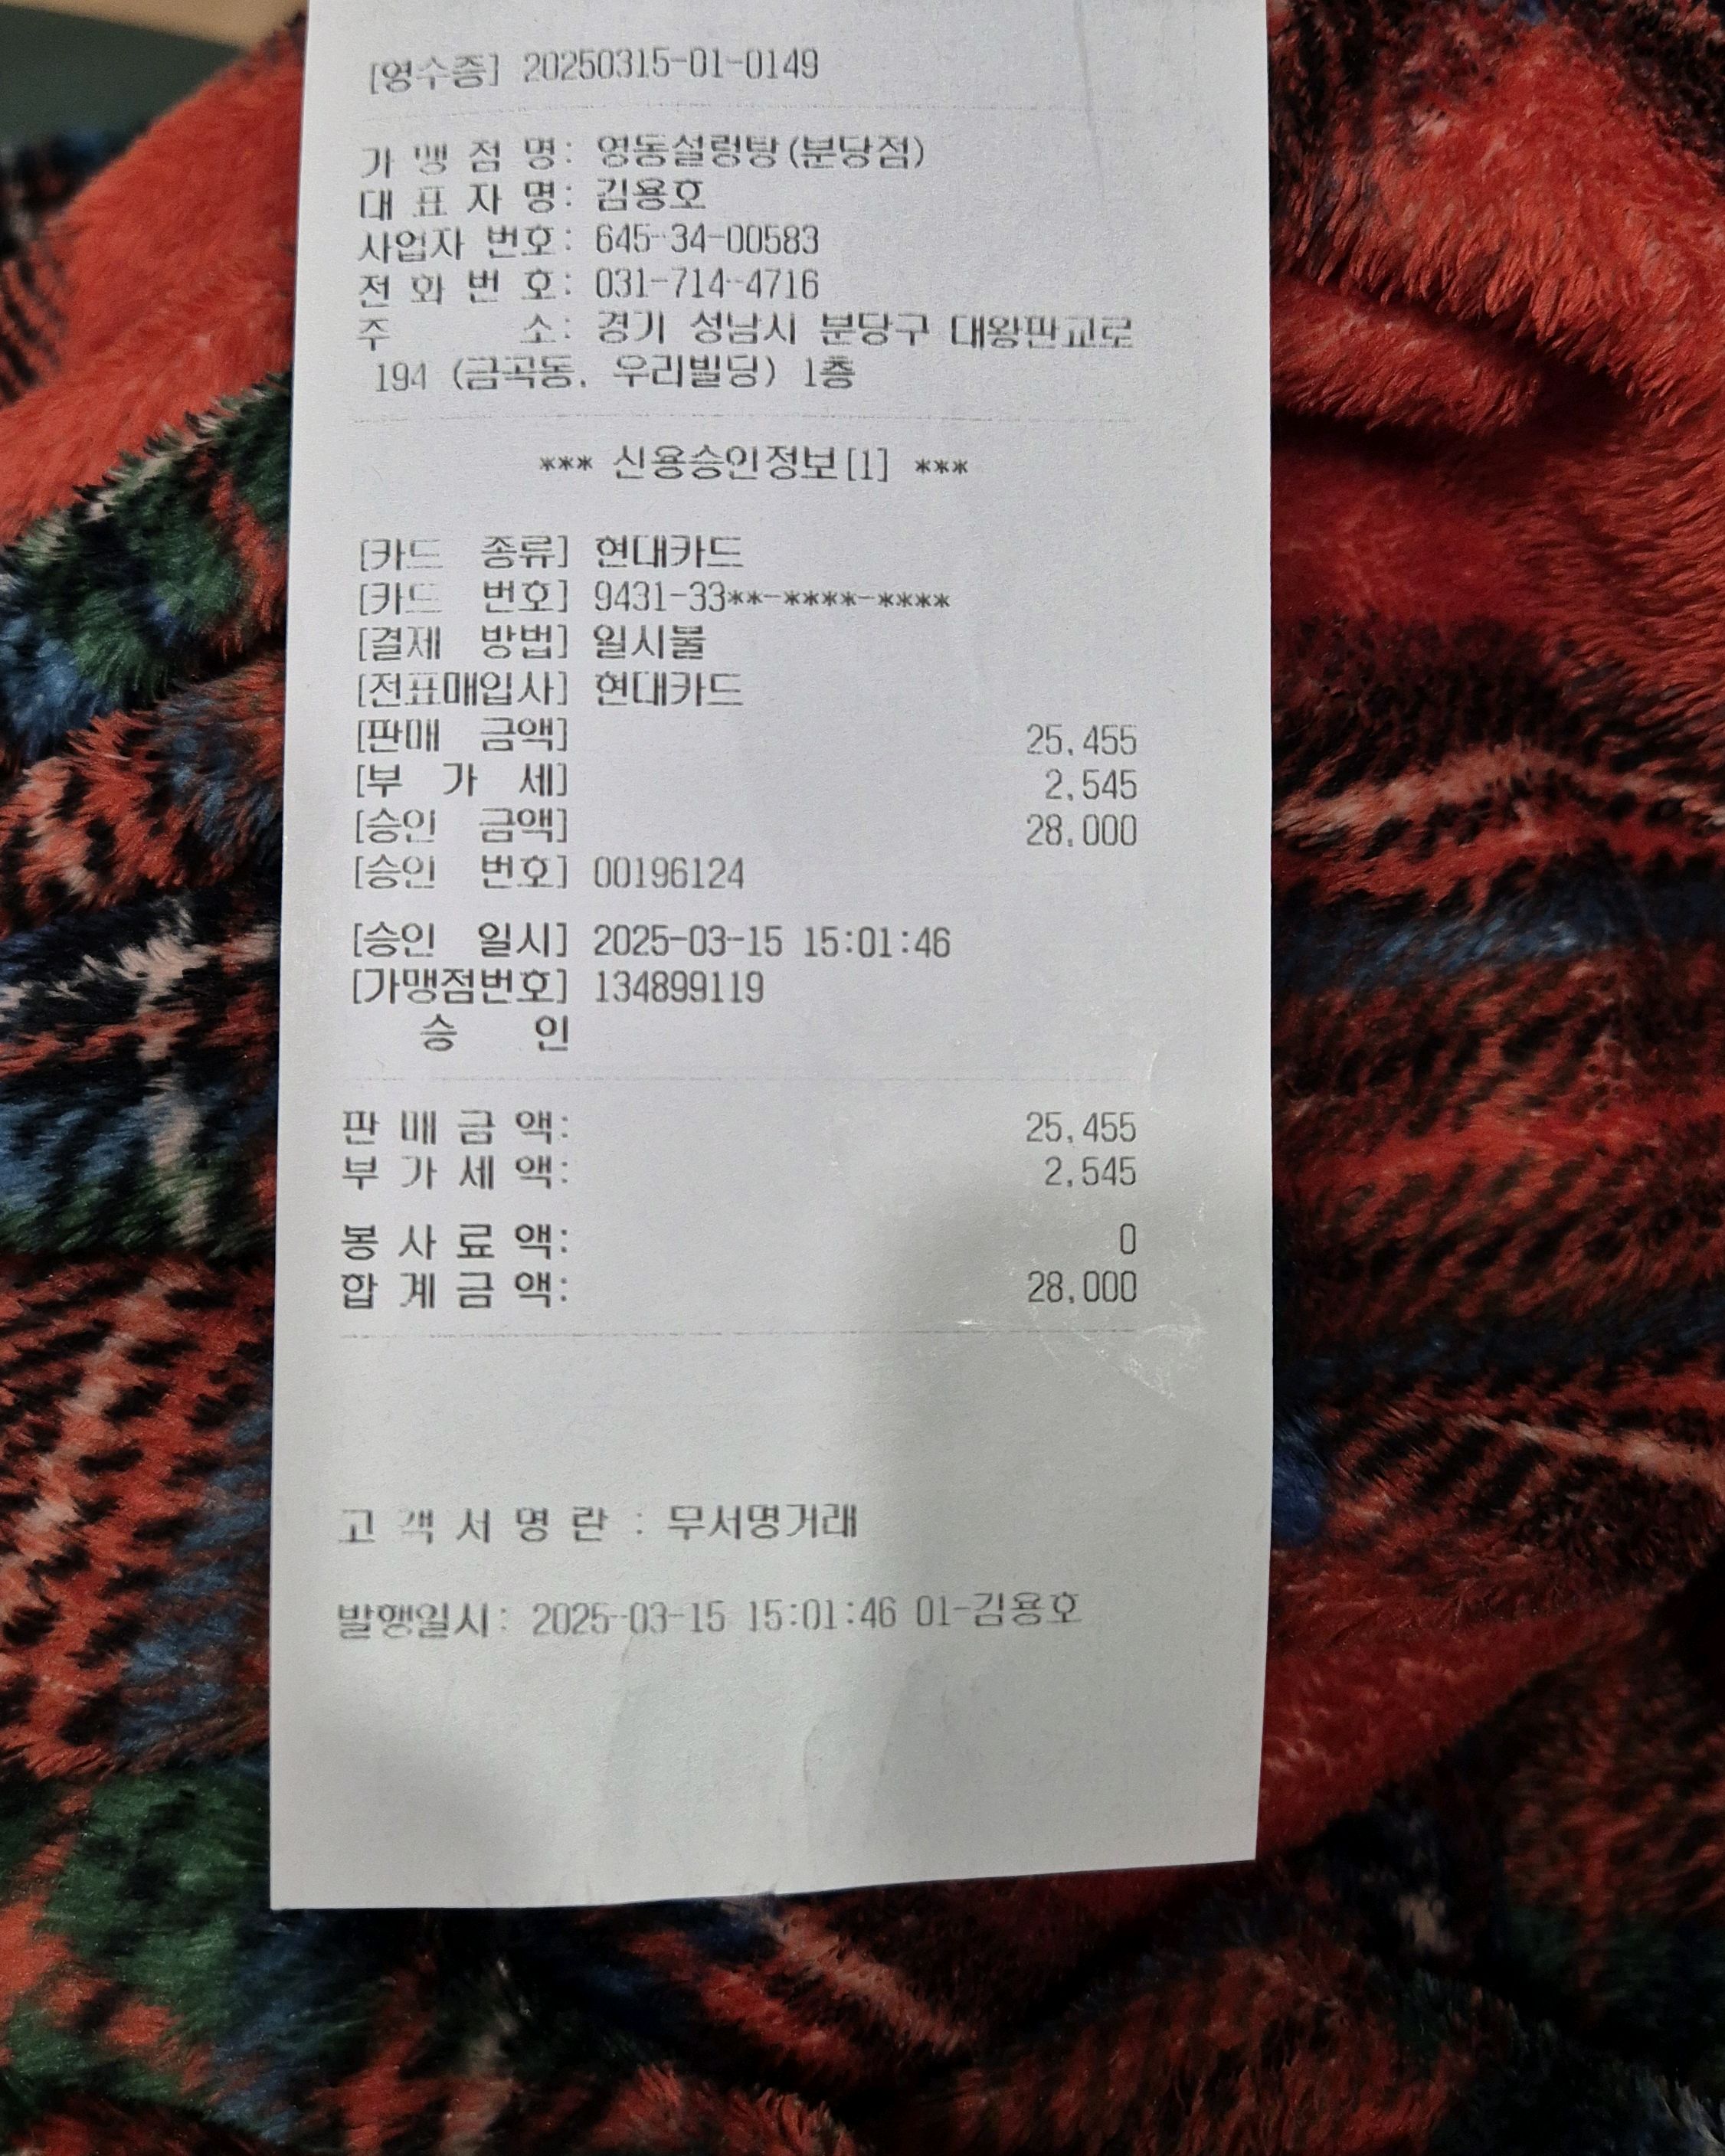 [영수증] 20250315-01-0149
가 맹 점 명: 영동설렁탕(분당점)
대 표 자 명: 김용호
사업자 번호: 645-34-00583
전 화 번 호: 031-714-4716
주 소: 경기 성남시 분당구 대왕판교로
194 (금곡동, 우리빌딩) 1층
*** 신용승인정보[1] ***
[카드 종류] 현대카드
[카드 번호] 9431-33**-****-****
[결제 방법] 일시불
[전표매입사] 현대카드
[판매 금액] 25,455
[부 가 세] 2,545
[승인 금액] 28,000
[승인 번호] 00196124
[승인 일시] 2025-03-15 15:01:46
[가맹점번호] 134899119
승 인
판 매 금 액: 25,455
부 가 세 액: 2,545
봉 사 료 액: 0
합 계 금 액: 28,000
고 객 서 명 란 : 무서명거래
발행일시: 2025-03-15 15:01:46 01-김용호